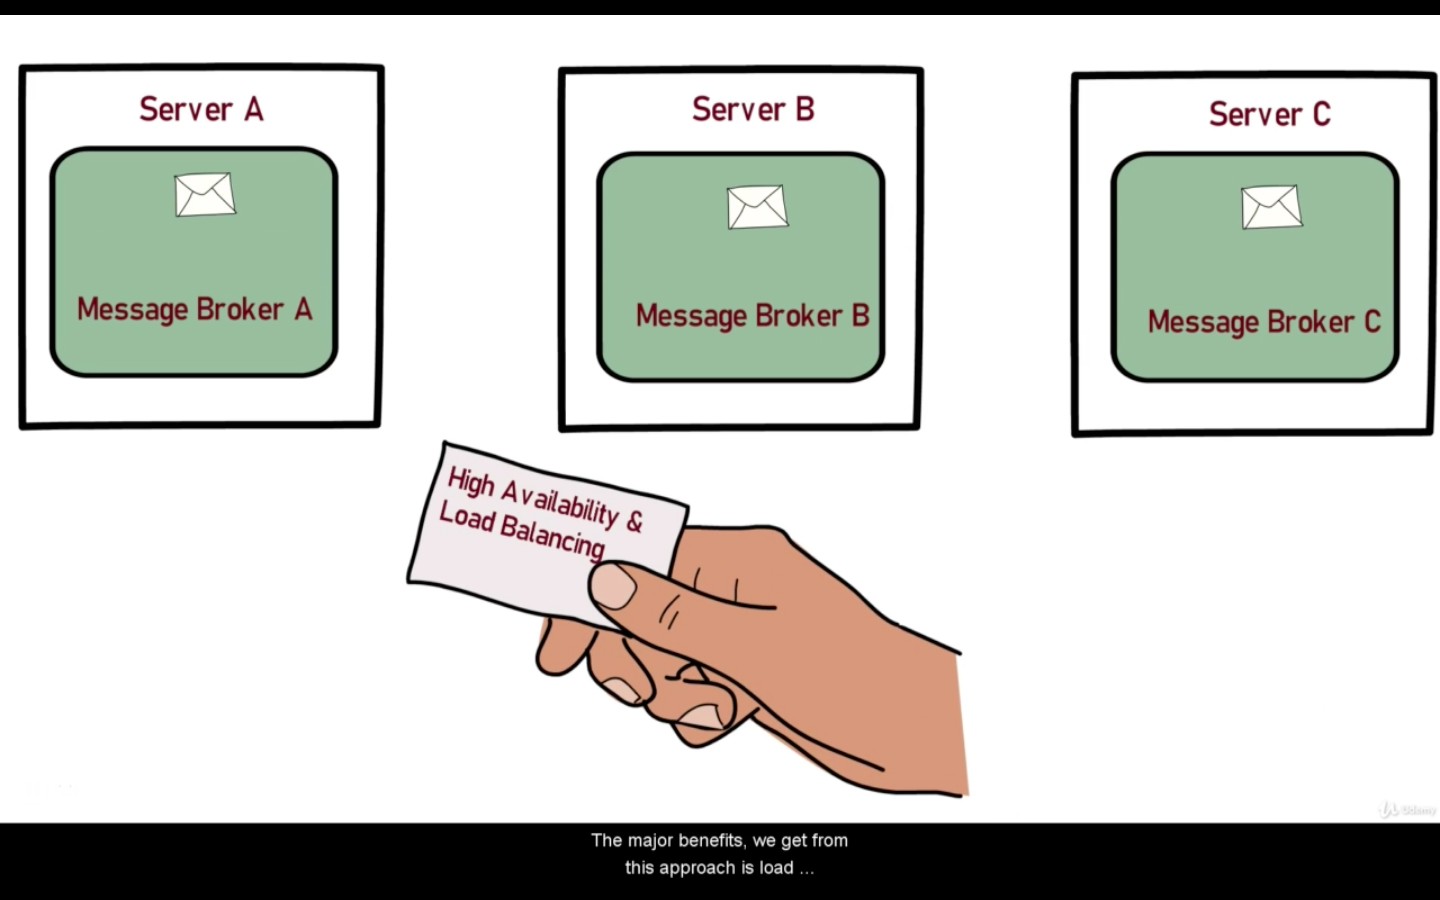 Server A
Server B
Server C
Message Broker A
Message Broker B
Message Broker C
High Availability &
Load Balancing
Udemy
The major benefits, we get from
this approach is load ...